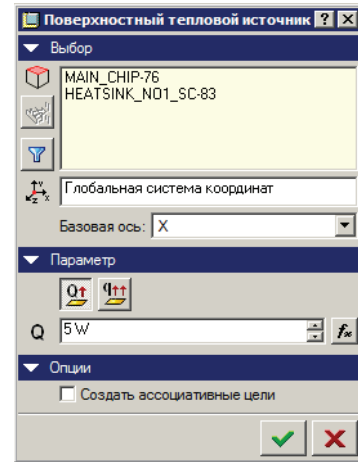 Поверхностный тепловой источник
Выбор
MAIN_CHIP-76
HEATSINK_NO1_SC-83
Глобальная система координат
Базовая ось: X
Параметр
Q
5 W
Опции
Создать ассоциативные цели